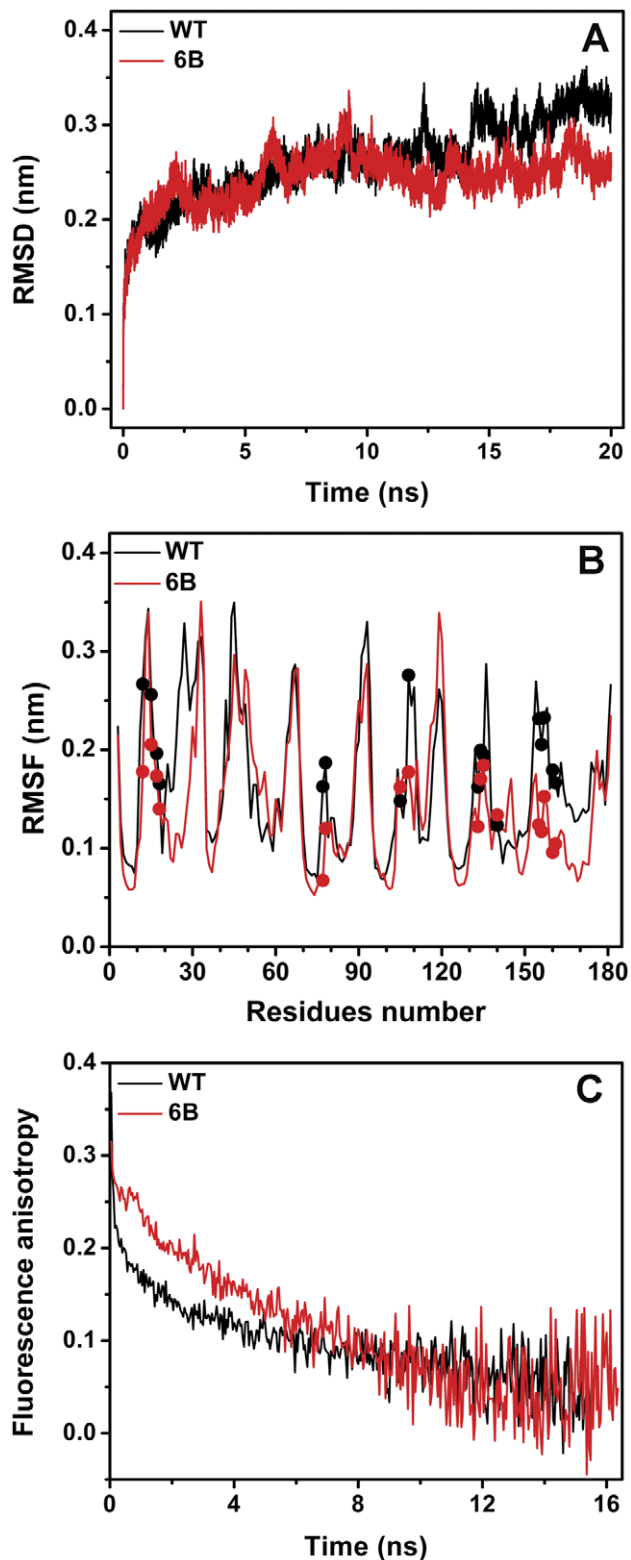 WT
6B
A
0.4
0.3
0.2
0.1
0.0
RMSD (nm)
0 5 10 15 20
Time (ns)
WT
6B
B
0.4
0.3
0.2
0.1
0.0
RMSF (nm)
0 30 60 90 120 150 180
Residues number
WT
6B
C
0.4
0.3
0.2
0.1
0.0
Fluorescence anisotropy
0 4 8 12 16
Time (ns)